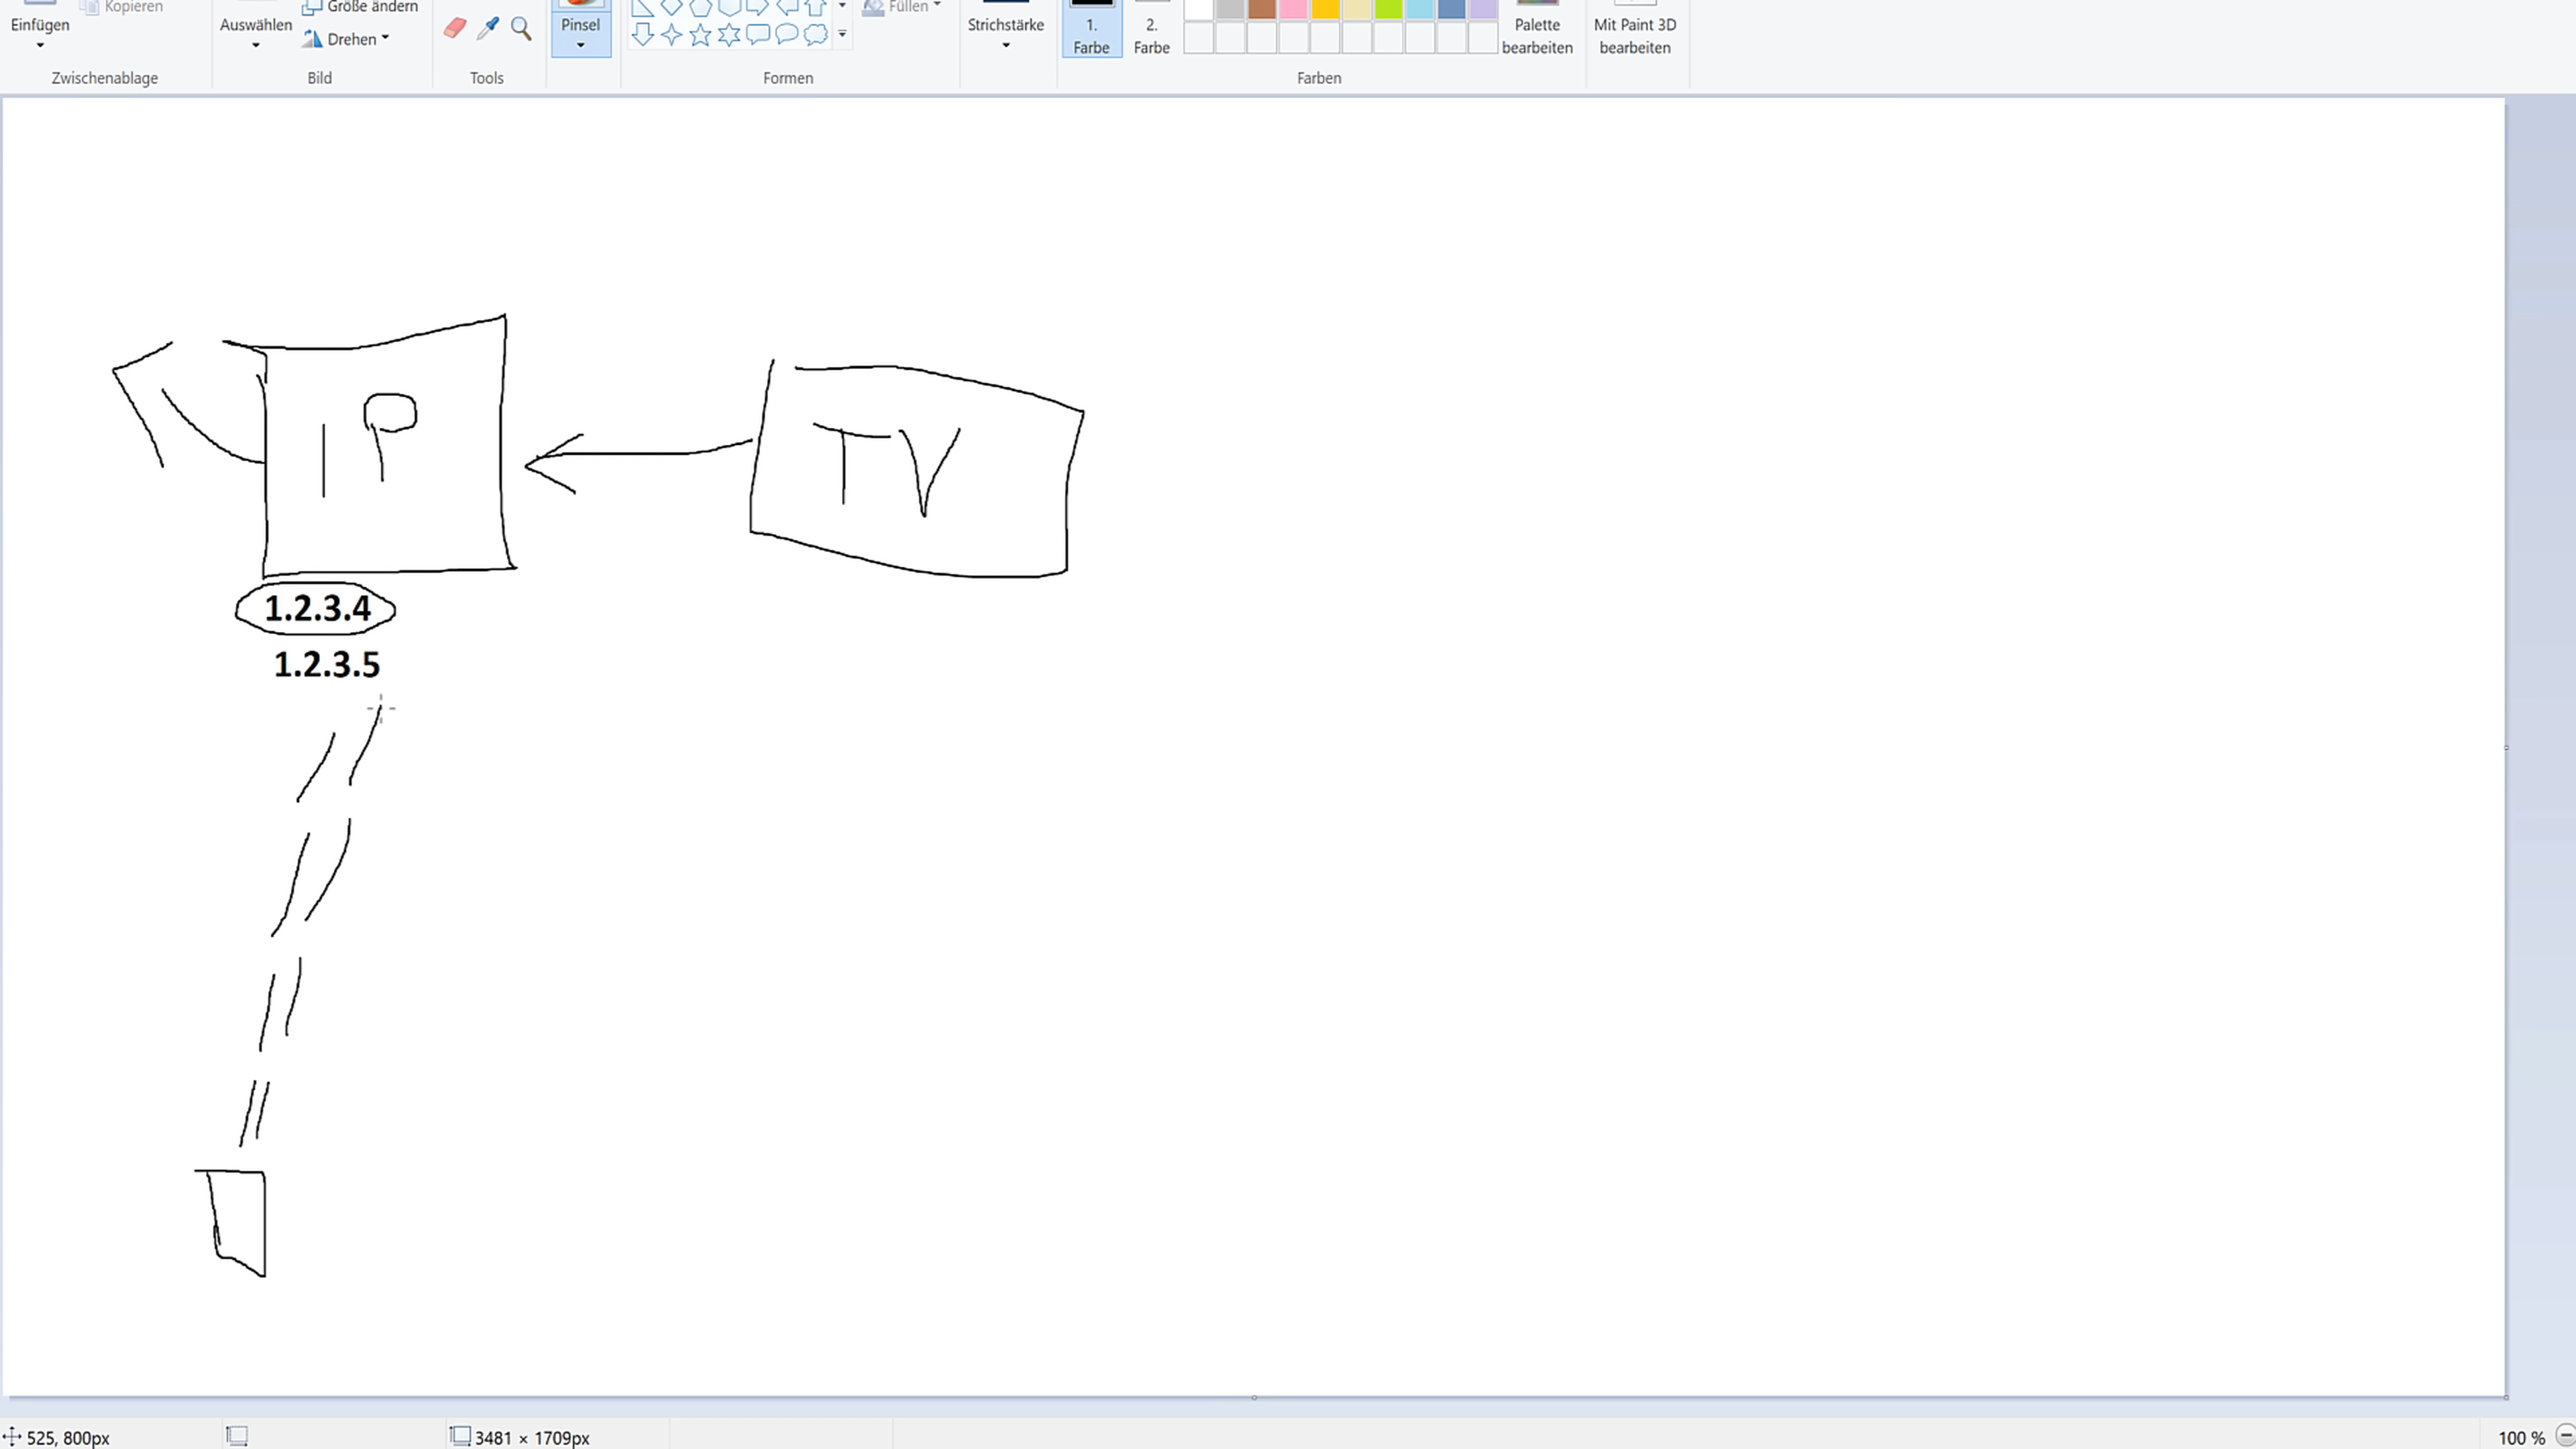 Einfügen
Kopieren
Zwischenablage
Auswählen
Größe ändern
Drehen
Bild
Tools
Pinsel
Formen
Füllen
Strichstärke
1.
Farbe
2.
Farbe
Farben
Palette
bearbeiten
Mit Paint 3D
bearbeiten
IP
TV
1.2.3.4
1.2.3.5
525, 800px
3481 × 1709px
100 %